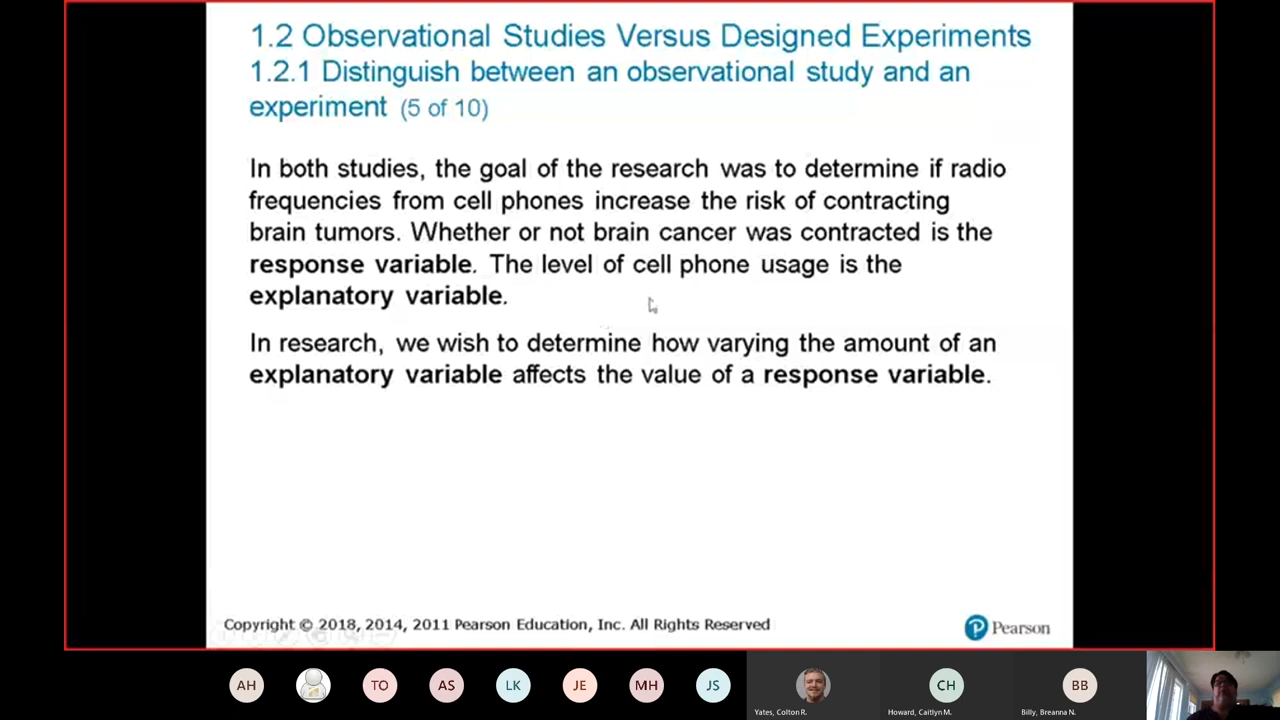 1.2 Observational Studies Versus Designed Experiments
1.2.1 Distinguish between an observational study and an
experiment (5 of 10)
In both studies, the goal of the research was to determine if radio
frequencies from cell phones increase the risk of contracting
brain tumors. Whether or not brain cancer was contracted is the
response variable. The level of cell phone usage is the
explanatory variable.
In research, we wish to determine how varying the amount of an
explanatory variable affects the value of a response variable.
Copyright © 2018, 2014, 2011 Pearson Education, Inc. All Rights Reserved
P Pearson
AH
TO
AS
LK
JE
MH
JS
CH
BB
Yates, Colton R.
Howard, Caitlyn M.
Billy, Breanna N.